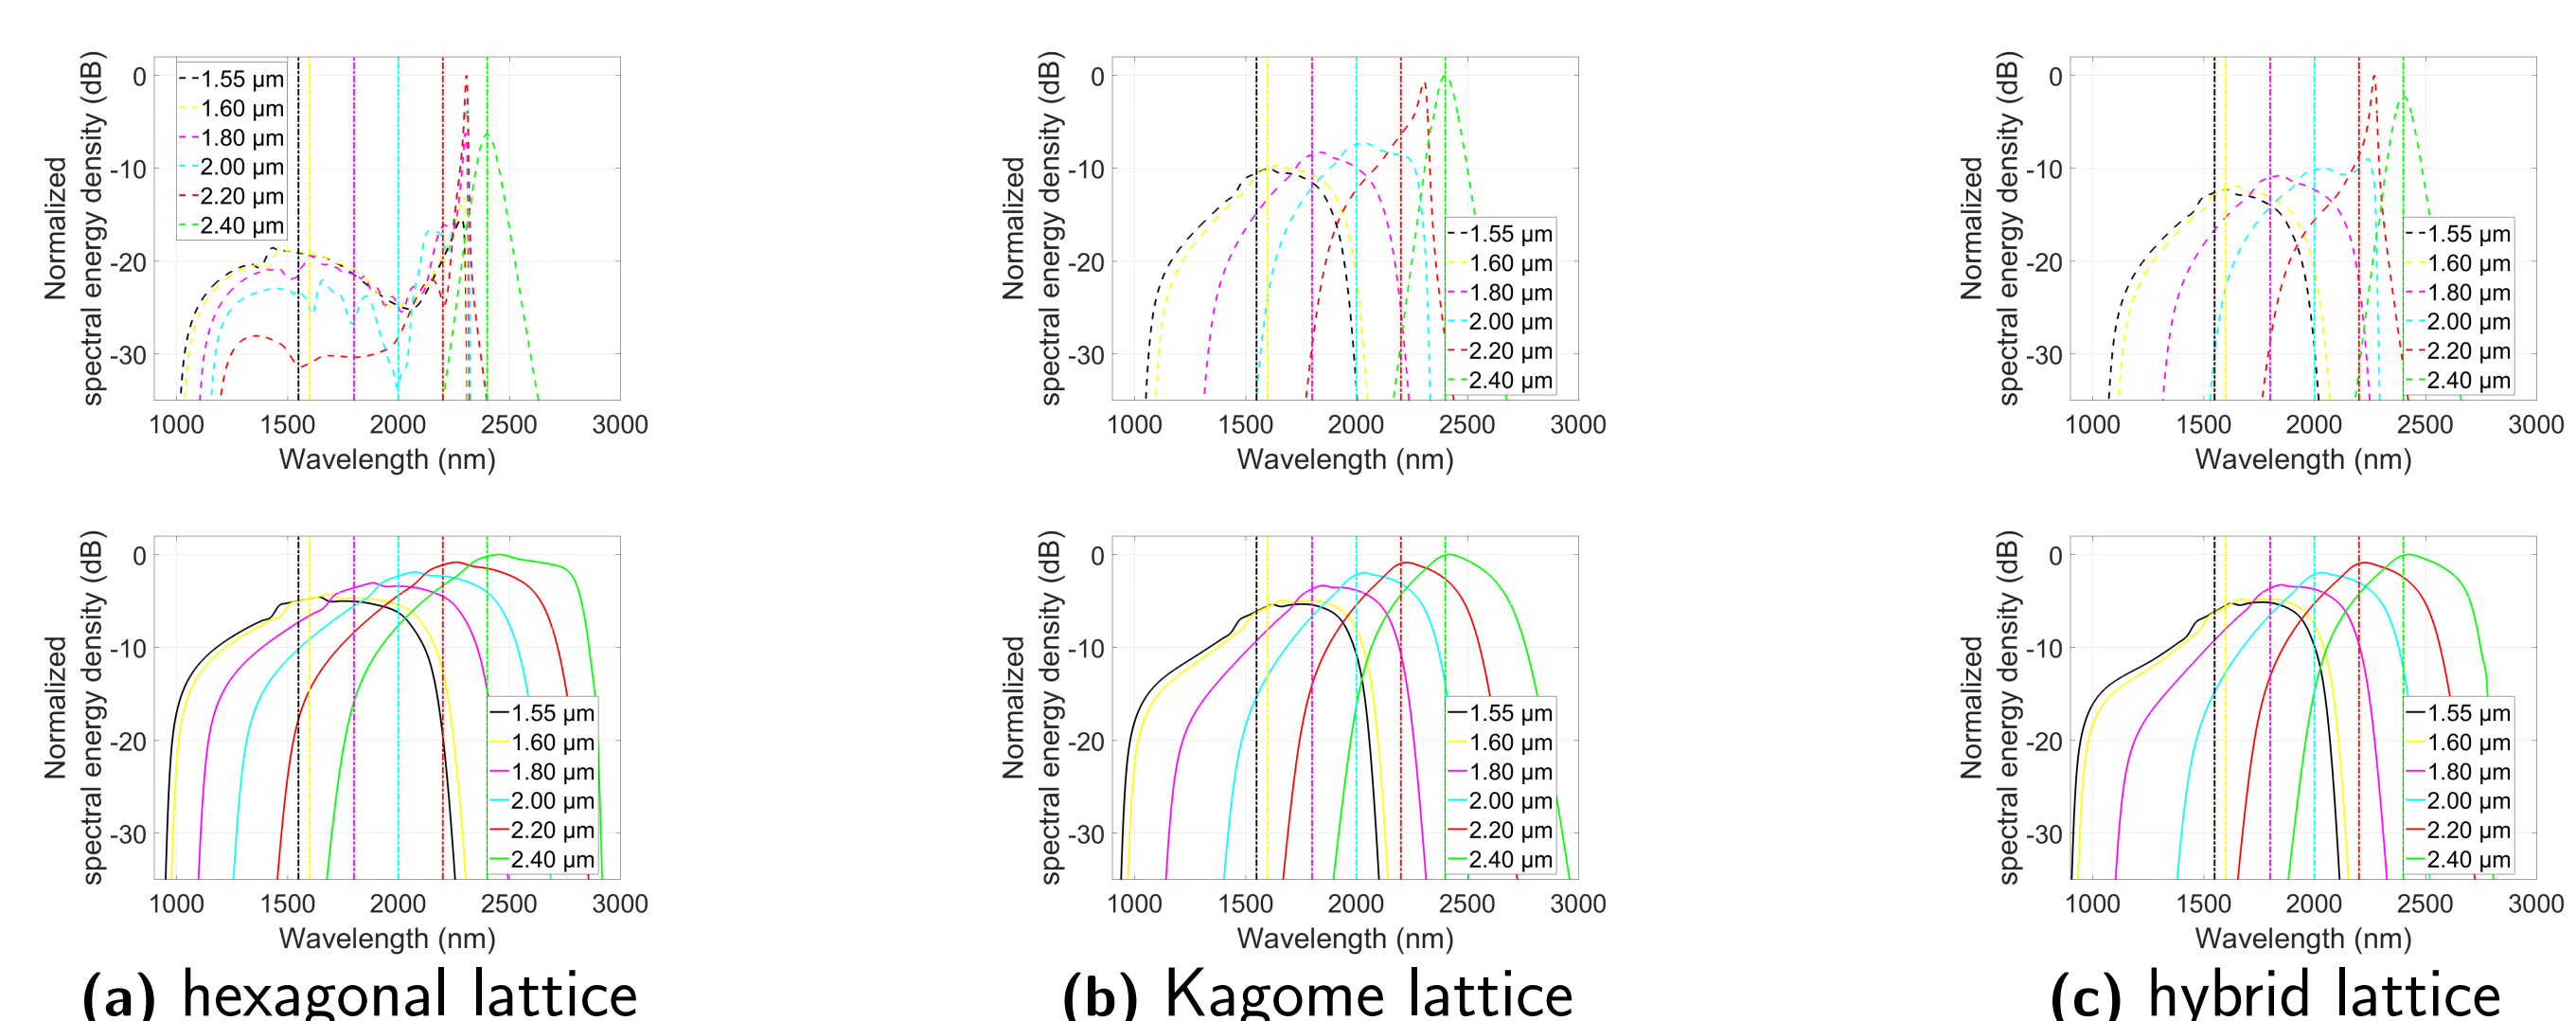 Normalized
spectral energy density (dB)
0
-10
-20
-30
1.55 µm
1.60 µm
1.80 µm
2.00 µm
2.20 µm
2.40 µm
1000 1500 2000 2500 3000
Wavelength (nm)
Normalized
spectral energy density (dB)
0
-10
-20
-30
1.55 µm
1.60 µm
1.80 µm
2.00 µm
2.20 µm
2.40 µm
1000 1500 2000 2500 3000
Wavelength (nm)
Normalized
spectral energy density (dB)
0
-10
-20
-30
1.55 µm
1.60 µm
1.80 µm
2.00 µm
2.20 µm
2.40 µm
1000 1500 2000 2500 3000
Wavelength (nm)
Normalized
spectral energy density (dB)
0
-10
-20
-30
1.55 µm
1.60 µm
1.80 µm
2.00 µm
2.20 µm
2.40 µm
1000 1500 2000 2500 3000
Wavelength (nm)
Normalized
spectral energy density (dB)
0
-10
-20
-30
1.55 µm
1.60 µm
1.80 µm
2.00 µm
2.20 µm
2.40 µm
1000 1500 2000 2500 3000
Wavelength (nm)
Normalized
spectral energy density (dB)
0
-10
-20
-30
1.55 µm
1.60 µm
1.80 µm
2.00 µm
2.20 µm
2.40 µm
1000 1500 2000 2500 3000
Wavelength (nm)
(a) hexagonal lattice
(b) Kagome lattice
(c) hybrid lattice